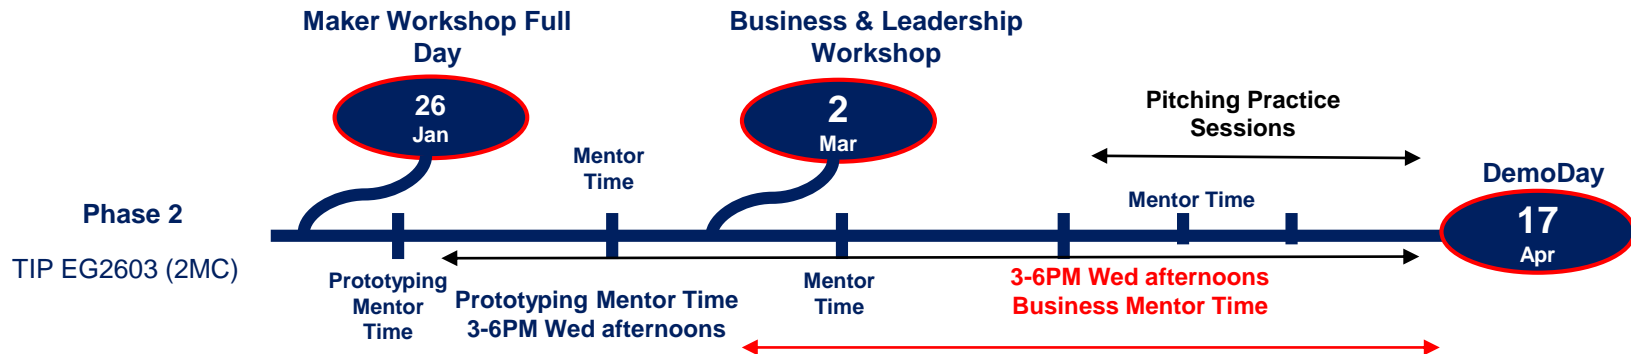 Maker Workshop Full
Day
26
Jan
Business & Leadership
Workshop
2
Mar
Pitching Practice
Sessions
Mentor
Time
DemoDay
17
Apr
Mentor Time
Phase 2
TIP EG2603 (2MC)
Prototyping
Mentor
Time
Prototyping Mentor Time
3-6PM Wed afternoons
Mentor
Time
3-6PM Wed afternoons
Business Mentor Time